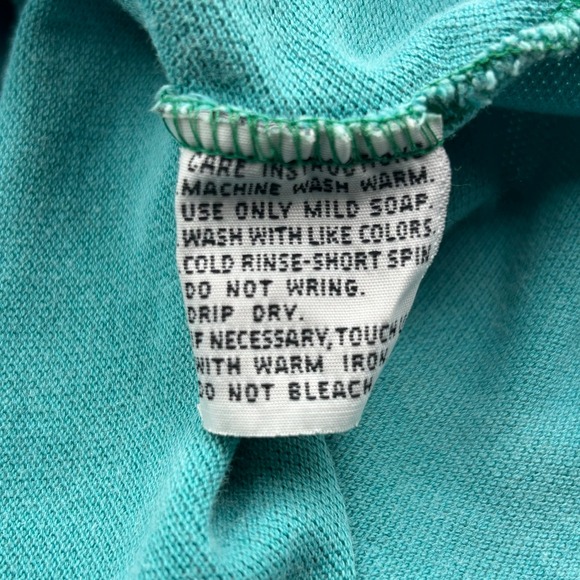 CARE INSTRUCTIONS
MACHINE WASH WARM.
USE ONLY MILD SOAP.
WASH WITH LIKE COLORS
COLD RINSE-SHORT SPIN
DO NOT WRING.
DRIP DRY.
IF NECESSARY, TOUCH U
WITH WARM IRON
DO NOT BLEACH